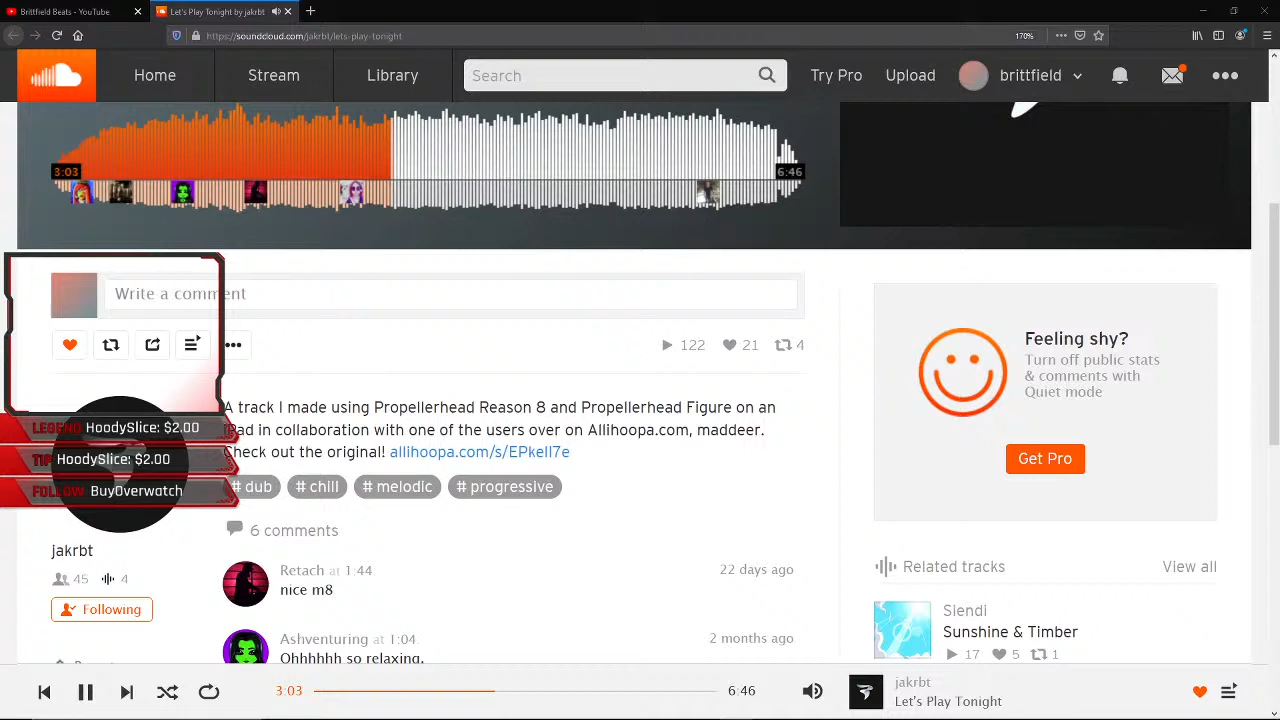 Brittfield Beats - YouTube
Let's Play Tonight by jakrbt
https://soundcloud.com/jakrbt/lets-play-tonight
170%
Home
Stream
Library
Search
Try Pro
Upload
brittfield
3:03
6:46
Write a comment
122
21
4
Feeling shy?
Turn off public stats
& comments with
Quiet mode
Get Pro
A track I made using Propellerhead Reason 8 and Propellerhead Figure on an
iPad in collaboration with one of the users over on Allihoopa.com, maddeer.
Check out the original! allihoopa.com/s/EPkeII7e
LEGEND HoodySlice: $2.00
TIP HoodySlice: $2.00
FOLLOW BuyOverwatch
# dub
# chill
# melodic
# progressive
6 comments
jakrbt
45
4
Following
Retach at 1:44
22 days ago
nice m8
Ashventuring at 1:04
2 months ago
Ohhhhhh so relaxing.
Related tracks
View all
Siendi
Sunshine & Timber
17
5
1
3:03
6:46
jakrbt
Let's Play Tonight